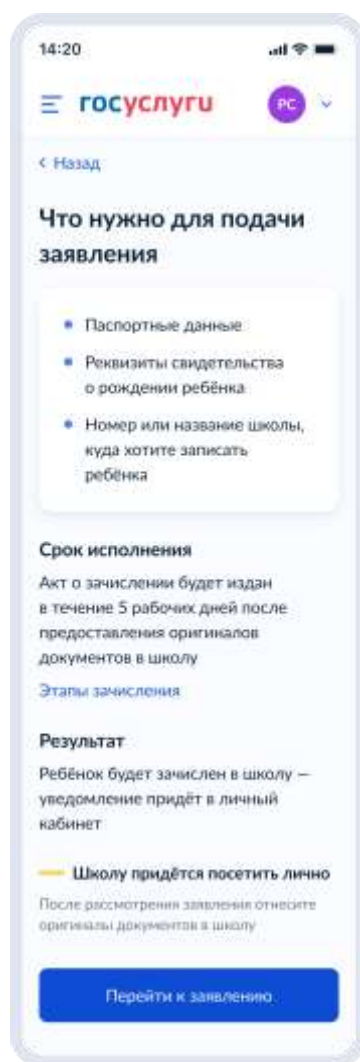 14:20
госуслуги
РС
Назад
Что нужно для подачи
заявления
Паспортные данные
Реквизиты свидетельства
о рождении ребёнка
Номер или название школы,
куда хотите записать
ребёнка
Срок исполнения
Акт о зачислении будет издан
в течение 5 рабочих дней после
предоставления оригиналов
документов в школу
Этапы зачисления
Результат
Ребёнок будет зачислен в школу —
уведомление придёт в личный
кабинет
Школу придётся посетить лично
После рассмотрения заявления отнесите
оригиналы документов в школу
Перейти к заявлению